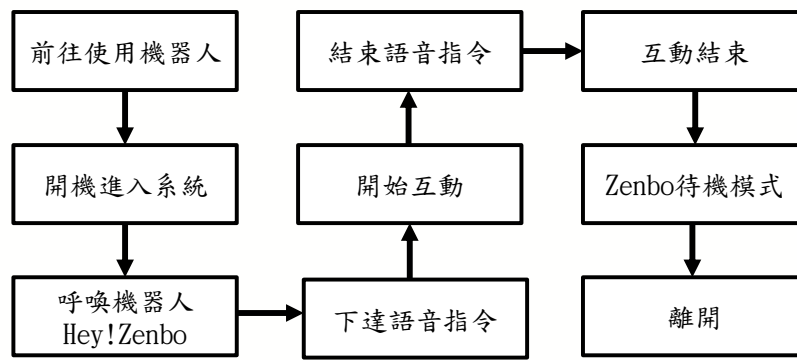 前往使用機器人
開機進入系統
呼喚機器人
Hey!Zenbo
下達語音指令
開始互動
結束語音指令
互動結束
Zenbo待機模式
離開